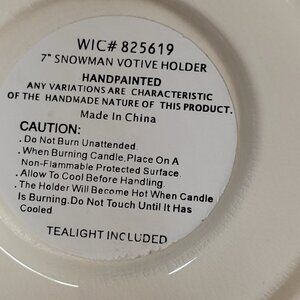 WIC# 825619
7" SNOWMAN VOTIVE HOLDER
HANDPAINTED
ANY VARIATIONS ARE CHARACTERISTIC
OF THE HANDMADE NATURE OF THIS PRODUCT.
Made In China
CAUTION:
. Do Not Burn Unattended.
. When Burning Candle, Place On A
Non-Flammable Protected Surface.
. Allow To Cool Before Handling.
. The Holder Will Become Hot When Candle
Is Burning. Do Not Touch Until It Has
Cooled
TEALIGHT INCLUDED